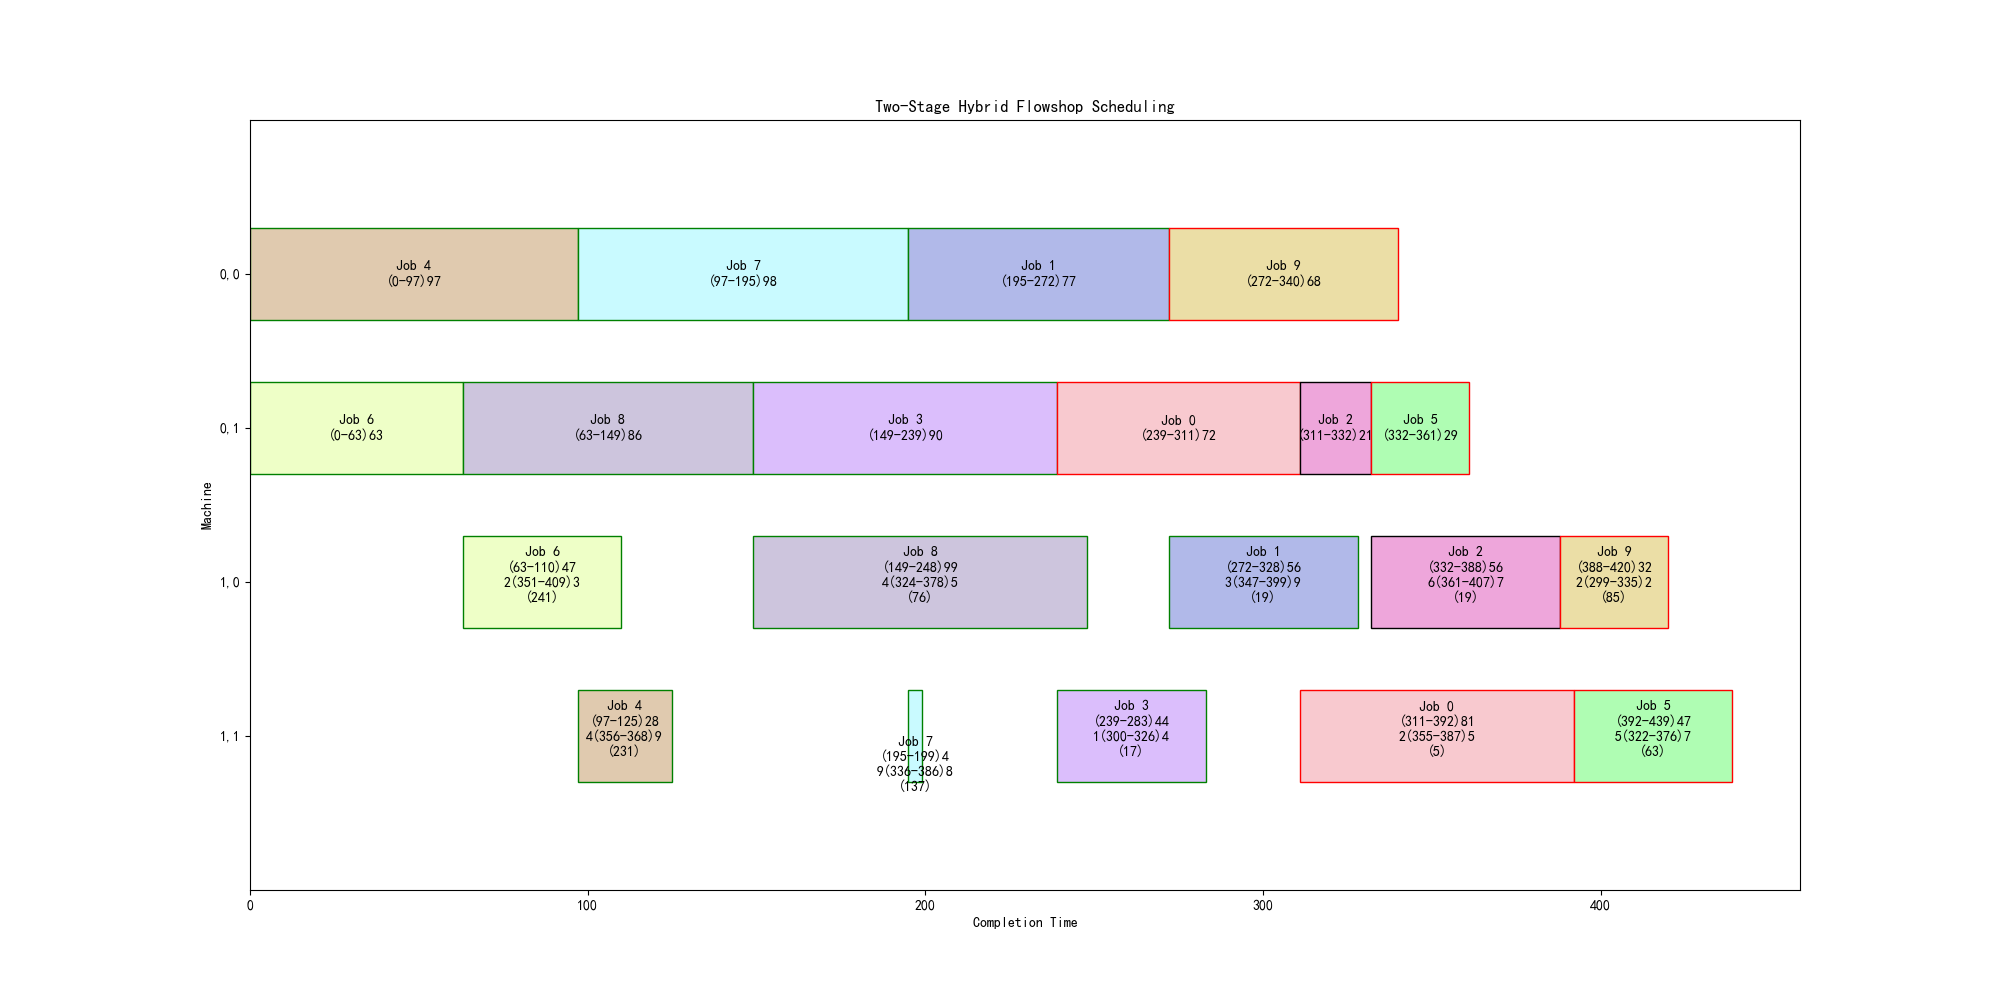 Two-Stage Hybrid Flowshop Scheduling
Machine
0,0
Job 4
(0-97)97
Job 7
(97-195)98
Job 1
(195-272)77
Job 9
(272-340)68
0,1
Job 6
(0-63)63
Job 8
(63-149)86
Job 3
(149-239)90
Job 0
(239-311)72
Job 2
(311-332)21
Job 5
(332-361)29
1,0
Job 6
(63-110)47
2(351-409)3
(241)
Job 8
(149-248)99
4(324-378)5
(76)
Job 1
(272-328)56
3(347-399)9
(19)
Job 2
(332-388)56
6(361-407)7
(19)
Job 9
(388-420)32
2(299-335)2
(85)
1,1
Job 4
(97-125)28
4(356-368)9
(231)
Job 7
(195-199)4
9(336-386)8
(137)
Job 3
(239-283)44
1(300-326)4
(17)
Job 0
(311-392)81
2(355-387)5
(5)
Job 5
(392-439)47
5(322-376)7
(63)
0
100
200
300
400
Completion Time